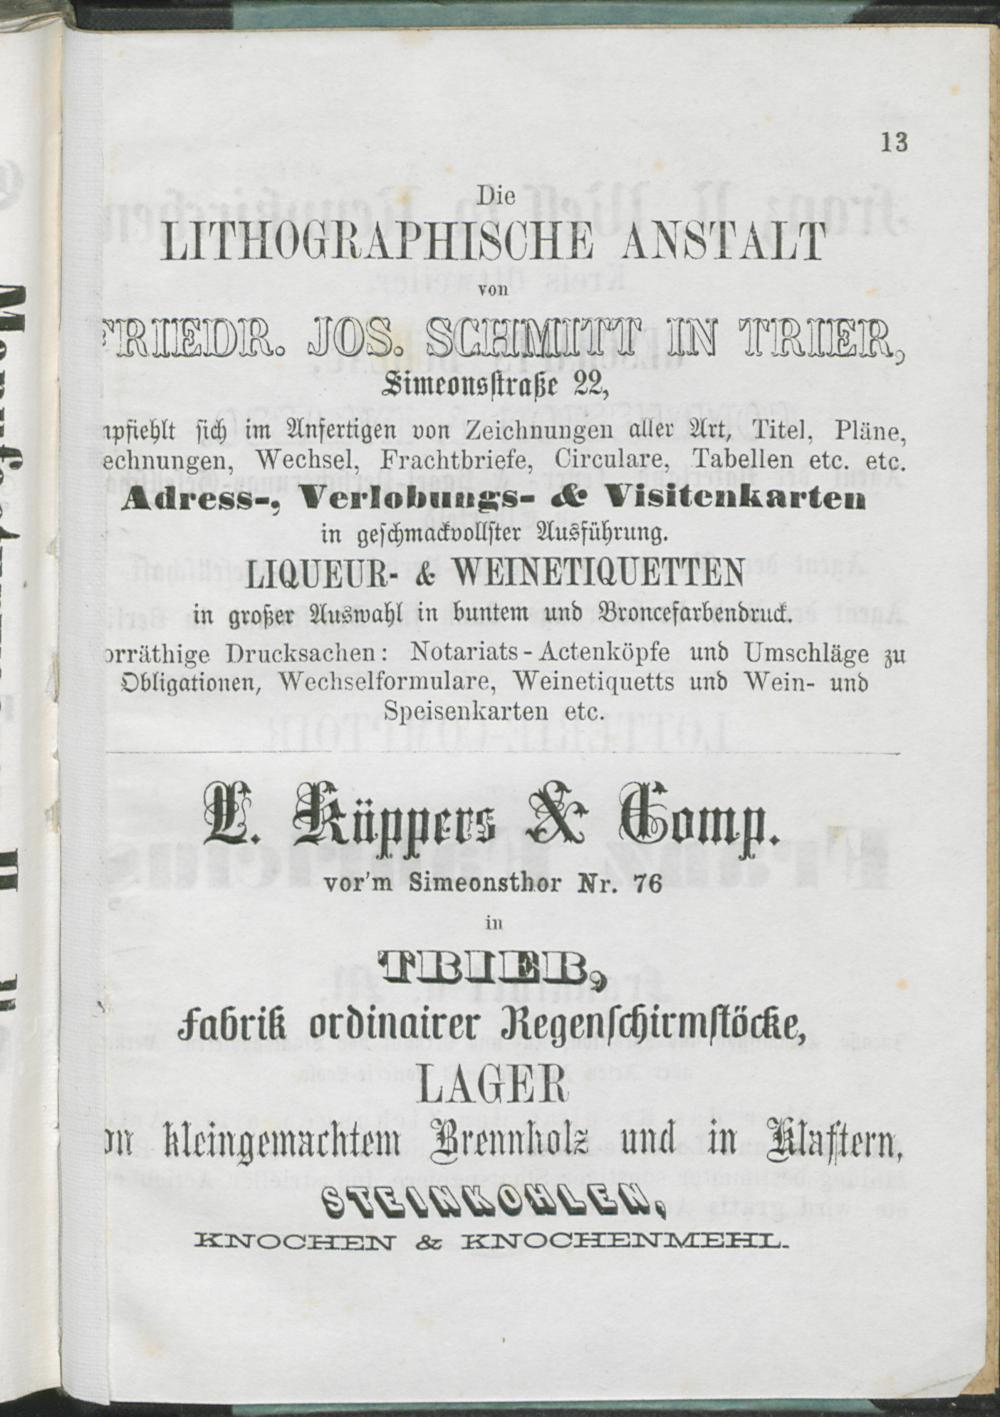 13
Die
LITHOGRAPHISCHE ANSTALT
von
FRIEDR. JOS. SCHMITT IN TRIER,
Simeonsstraße 22,
npfiehlt sich im Anfertigen von Zeichnungen aller Art, Titel, Pläne,
echnungen, Wechsel, Frachtbriefe, Circulare, Tabellen etc. etc.
Adress-, Verlobungs- & Visitenkarten
in geschmackvollster Ausführung.
LIQUEUR- & WEINETIQUETTEN
in großer Auswahl in buntem und Broncefarbendruck.
orräthige Drucksachen: Notariats-Actenköpfe und Umschläge zu
Obligationen, Wechselformulare, Weinetiquetts und Wein- und
Speisenkarten etc.
L. Küppers & Comp.
vor'm Simeonsthor Nr. 76
in
TRIER,
Fabrik ordinairer Regenschirmstöcke,
LAGER
on kleingemachtem Brennholz und in Klaftern,
STEINKOHLEN,
KNOCHEN & KNOCHENMEHL.